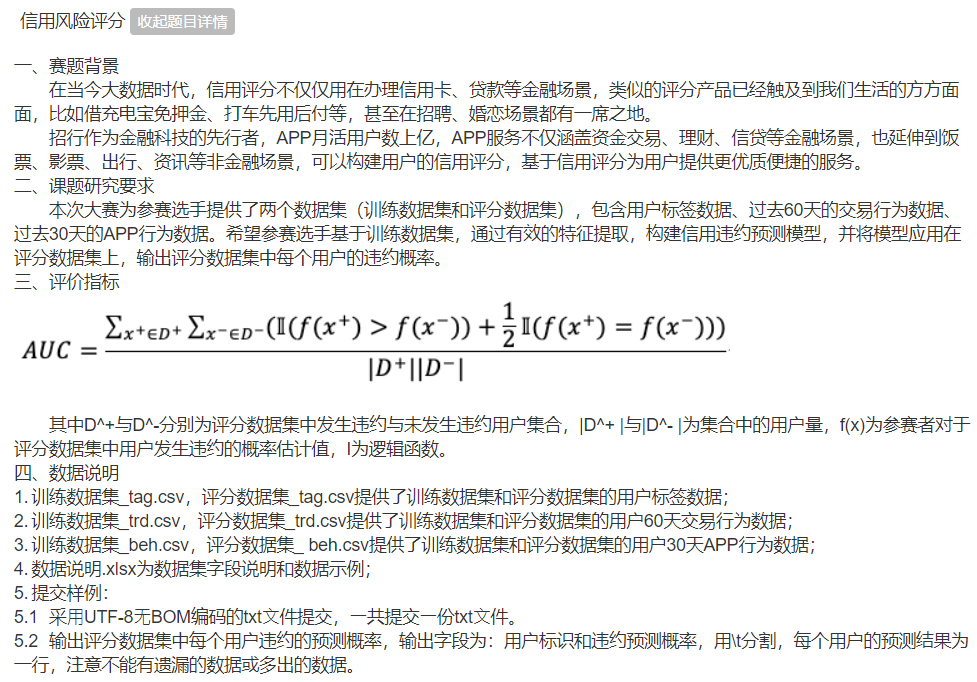 信用风险评分 收起题目详情
一、赛题背景
在当今大数据时代，信用评分不仅仅用在办理信用卡、贷款等金融场景，类似的评分产品已经触及到我们生活的方方面
面，比如借充电宝免押金、打车先用后付等，甚至在招聘、婚恋场景都有一席之地。
招行作为金融科技的先行者，APP月活用户数上亿，APP服务不仅涵盖资金交易、理财、信贷等金融场景，也延伸到饭
票、影票、出行、资讯等非金融场景，可以构建用户的信用评分，基于信用评分为用户提供更优质便捷的服务。
二、课题研究要求
本次大赛为参赛选手提供了两个数据集（训练数据集和评分数据集），包含用户标签数据、过去60天的交易行为数据、
过去30天的APP行为数据。希望参赛选手基于训练数据集，通过有效的特征提取，构建信用违约预测模型，并将模型应用在
评分数据集上，输出评分数据集中每个用户的违约概率。
三、评价指标
AUC = \frac{∑_{x⁺∈D⁺} ∑_{x⁻∈D⁻}(𝕀(f(x⁺) > f(x⁻)) + \frac{1}{2}𝕀(f(x⁺) = f(x⁻)))}{|D⁺||D⁻|}
其中D^+与D^-分别为评分数据集中发生违约与未发生违约用户集合，|D^+ |与|D^- |为集合中的用户量，f(x)为参赛者对于
评分数据集中用户发生违约的概率估计值，I为逻辑函数。
四、数据说明
1. 训练数据集_tag.csv，评分数据集_tag.csv提供了训练数据集和评分数据集的用户标签数据；
2. 训练数据集_trd.csv，评分数据集_trd.csv提供了训练数据集和评分数据集的用户60天交易行为数据；
3. 训练数据集_beh.csv，评分数据集_ beh.csv提供了训练数据集和评分数据集的用户30天APP行为数据；
4. 数据说明.xlsx为数据集字段说明和数据示例；
5. 提交样例：
5.1 采用UTF-8无BOM编码的txt文件提交，一共提交一份txt文件。
5.2 输出评分数据集中每个用户违约的预测概率，输出字段为：用户标识和违约预测概率，用\t分割，每个用户的预测结果为
一行，注意不能有遗漏的数据或多出的数据。